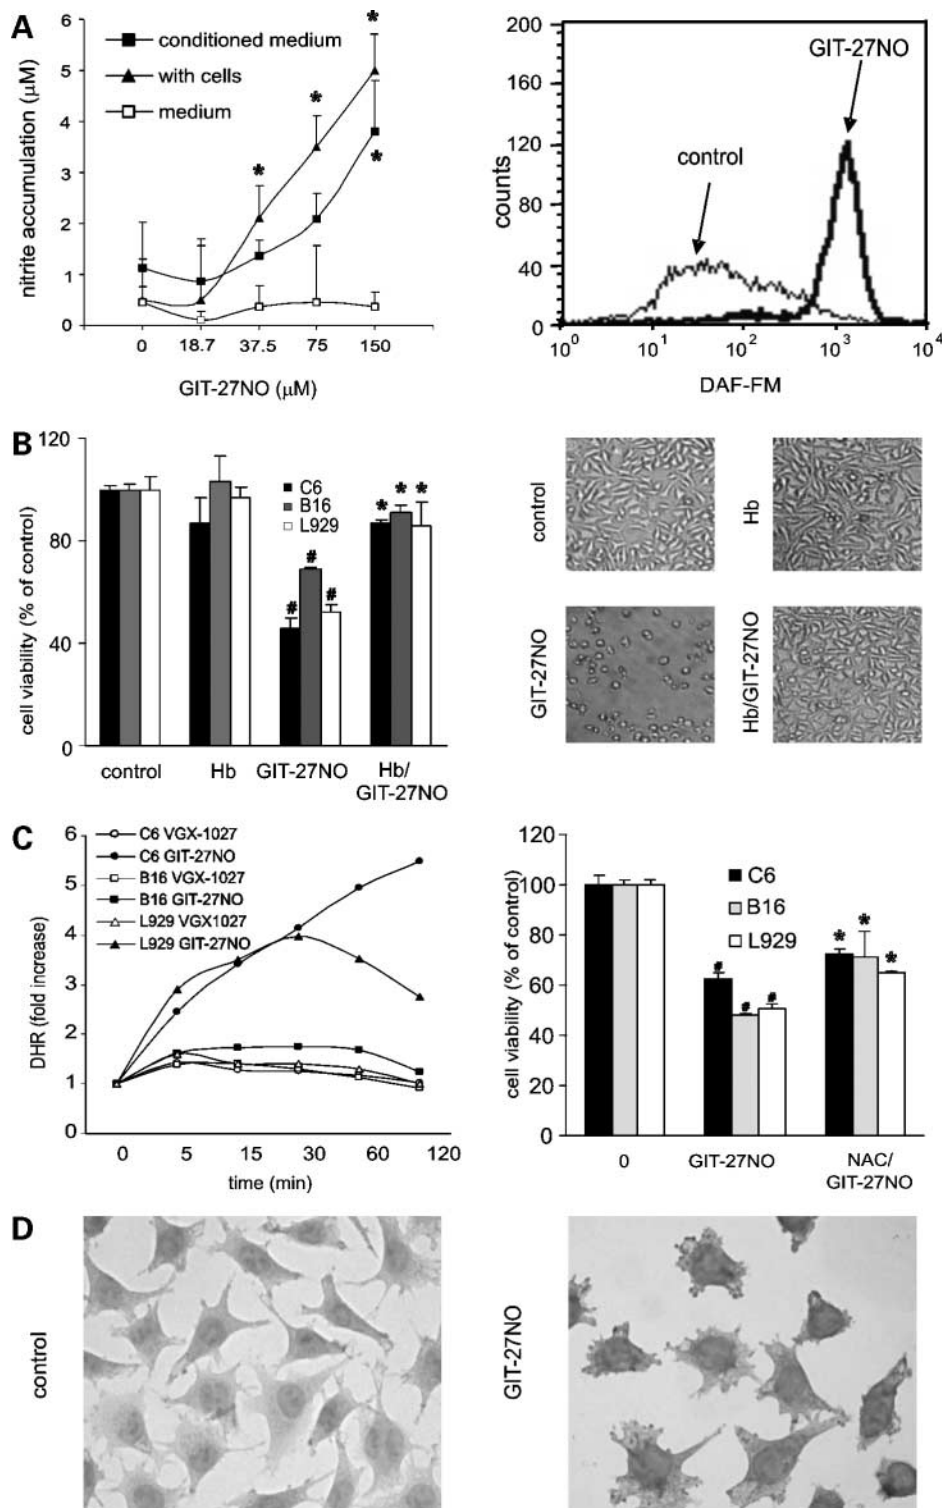 A
nitrite accumulation (μM)
6
5
4
3
2
1
0
conditioned medium
with cells
medium
*
*
*
*
0 18.7 37.5 75 150
GIT-27NO (μM)
counts
200
160
120
80
40
0
GIT-27NO
control
10^0 10^1 10^2 10^3 10^4
DAF-FM
B
cell viability (% of control)
120
80
40
0
C6
B16
L929
# # #
* * *
control Hb GIT-27NO Hb/
GIT-27NO
control
Hb
GIT-27NO
Hb/GIT-27NO
C
DHR (fold increase)
6
5
4
3
2
1
0
C6 VGX-1027
C6 GIT-27NO
B16 VGX-1027
B16 GIT-27NO
L929 VGX1027
L929 GIT-27NO
0 5 15 30 60 120
time (min)
cell viability (% of control)
120
100
80
60
40
20
0
C6
B16
L929
# # #
* * *
0 GIT-27NO NAC/
GIT-27NO
D
control
GIT-27NO